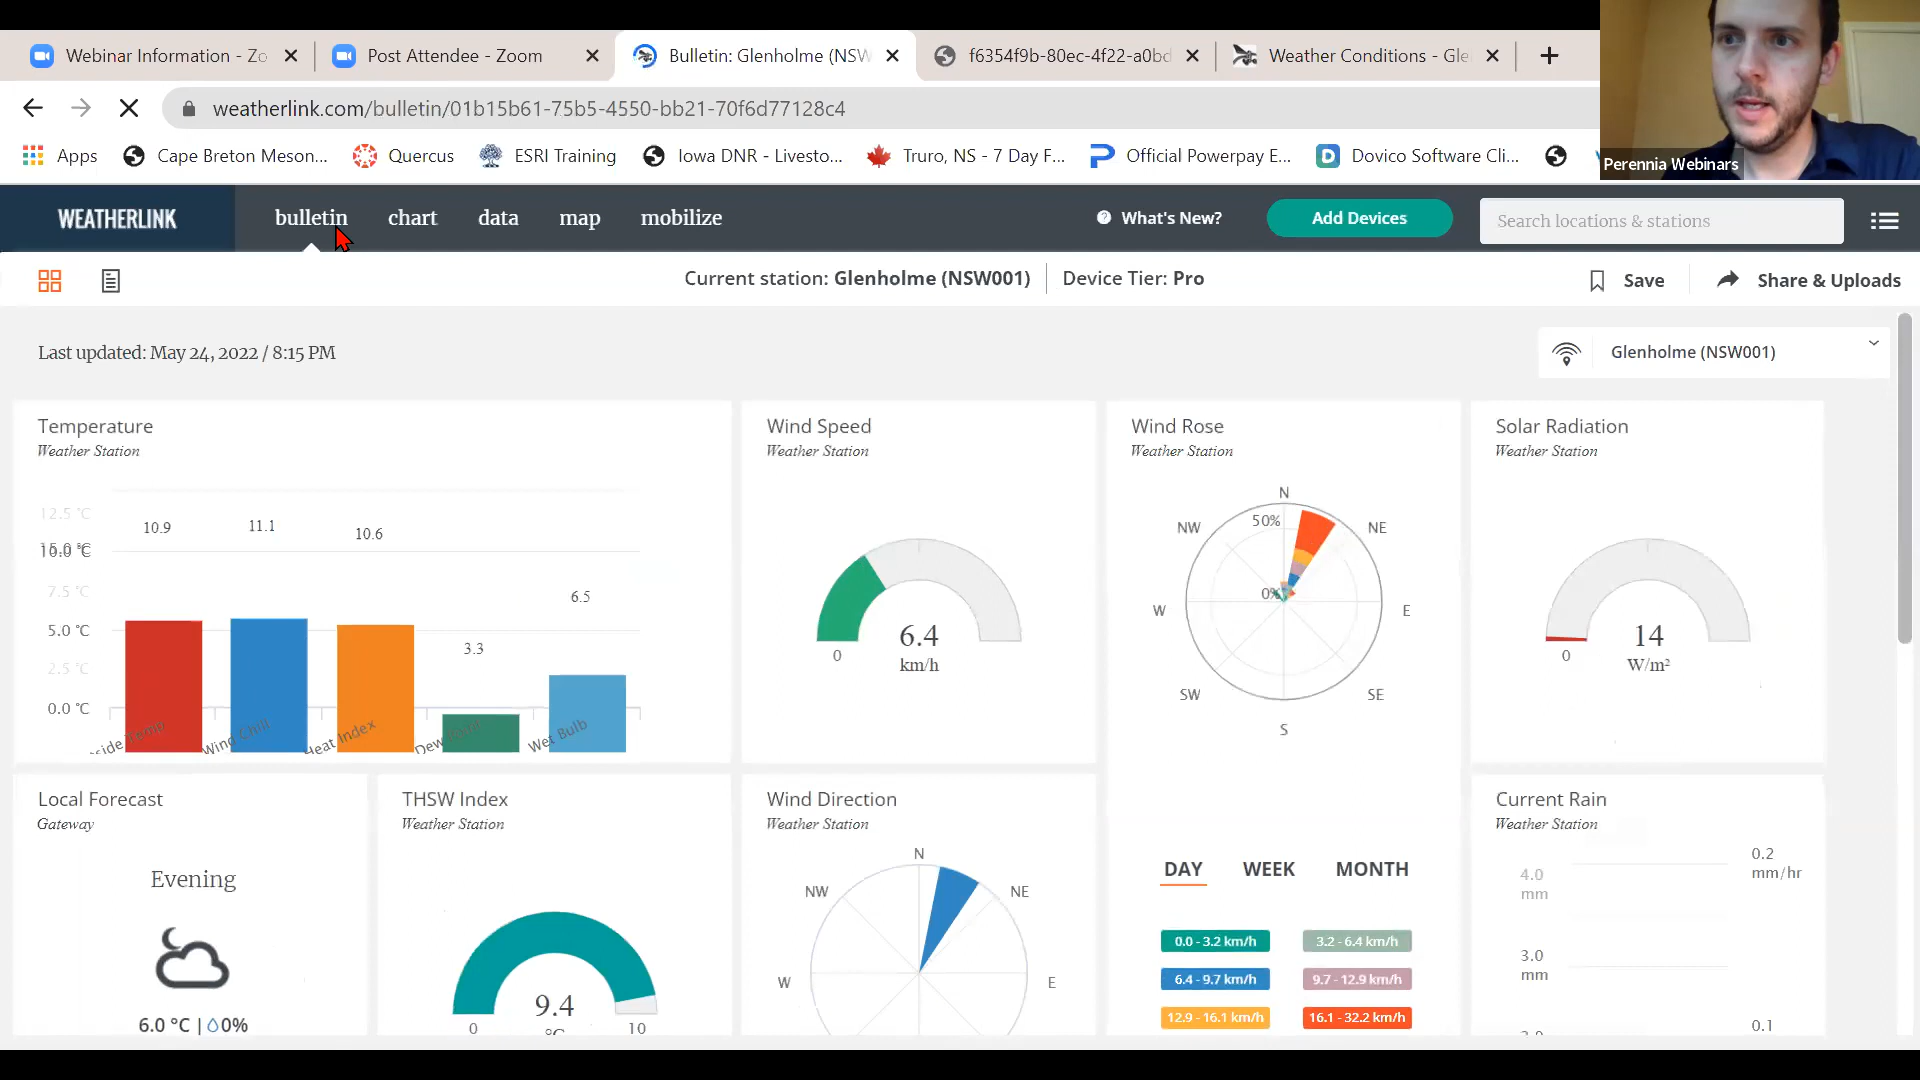 Webinar Information - Zo
Post Attendee - Zoom
Bulletin: Glenholme (NSW
f6354f9b-80ec-4f22-a0bd
Weather Conditions - Gle
weatherlink.com/bulletin/01b15b61-75b5-4550-bb21-70f6d77128c4
Apps
Cape Breton Meson...
Quercus
ESRI Training
Iowa DNR - Livesto...
Truro, NS - 7 Day F...
Official Powerpay E...
Dovico Software Cli...
Perennia Webinars
WEATHERLINK
bulletin
chart
data
map
mobilize
What's New?
Add Devices
Search locations & stations
Current station: Glenholme (NSW001)
Device Tier: Pro
Save
Share & Uploads
Last updated: May 24, 2022 / 8:15 PM
Glenholme (NSW001)
Temperature
Weather Station
12.5 °C
10.0 °C
7.5 °C
5.0 °C
2.5 °C
0.0 °C
10.9
11.1
10.6
3.3
6.5
side Temp
Wind Chill
Heat Index
Dew Point
Wet Bulb
Wind Speed
Weather Station
6.4
km/h
0
Wind Rose
Weather Station
N
NE
E
SE
S
SW
W
NW
50%
0%
DAY
WEEK
MONTH
0.0 - 3.2 km/h
3.2 - 6.4 km/h
6.4 - 9.7 km/h
9.7 - 12.9 km/h
12.9 - 16.1 km/h
16.1 - 32.2 km/h
Solar Radiation
Weather Station
14
W/m²
0
Local Forecast
Gateway
Evening
6.0 °C | 0%
THSW Index
Weather Station
9.4
°C
0
10
Wind Direction
Weather Station
N
NE
E
W
NW
Current Rain
Weather Station
4.0
mm
3.0
mm
0.2
mm/hr
0.1